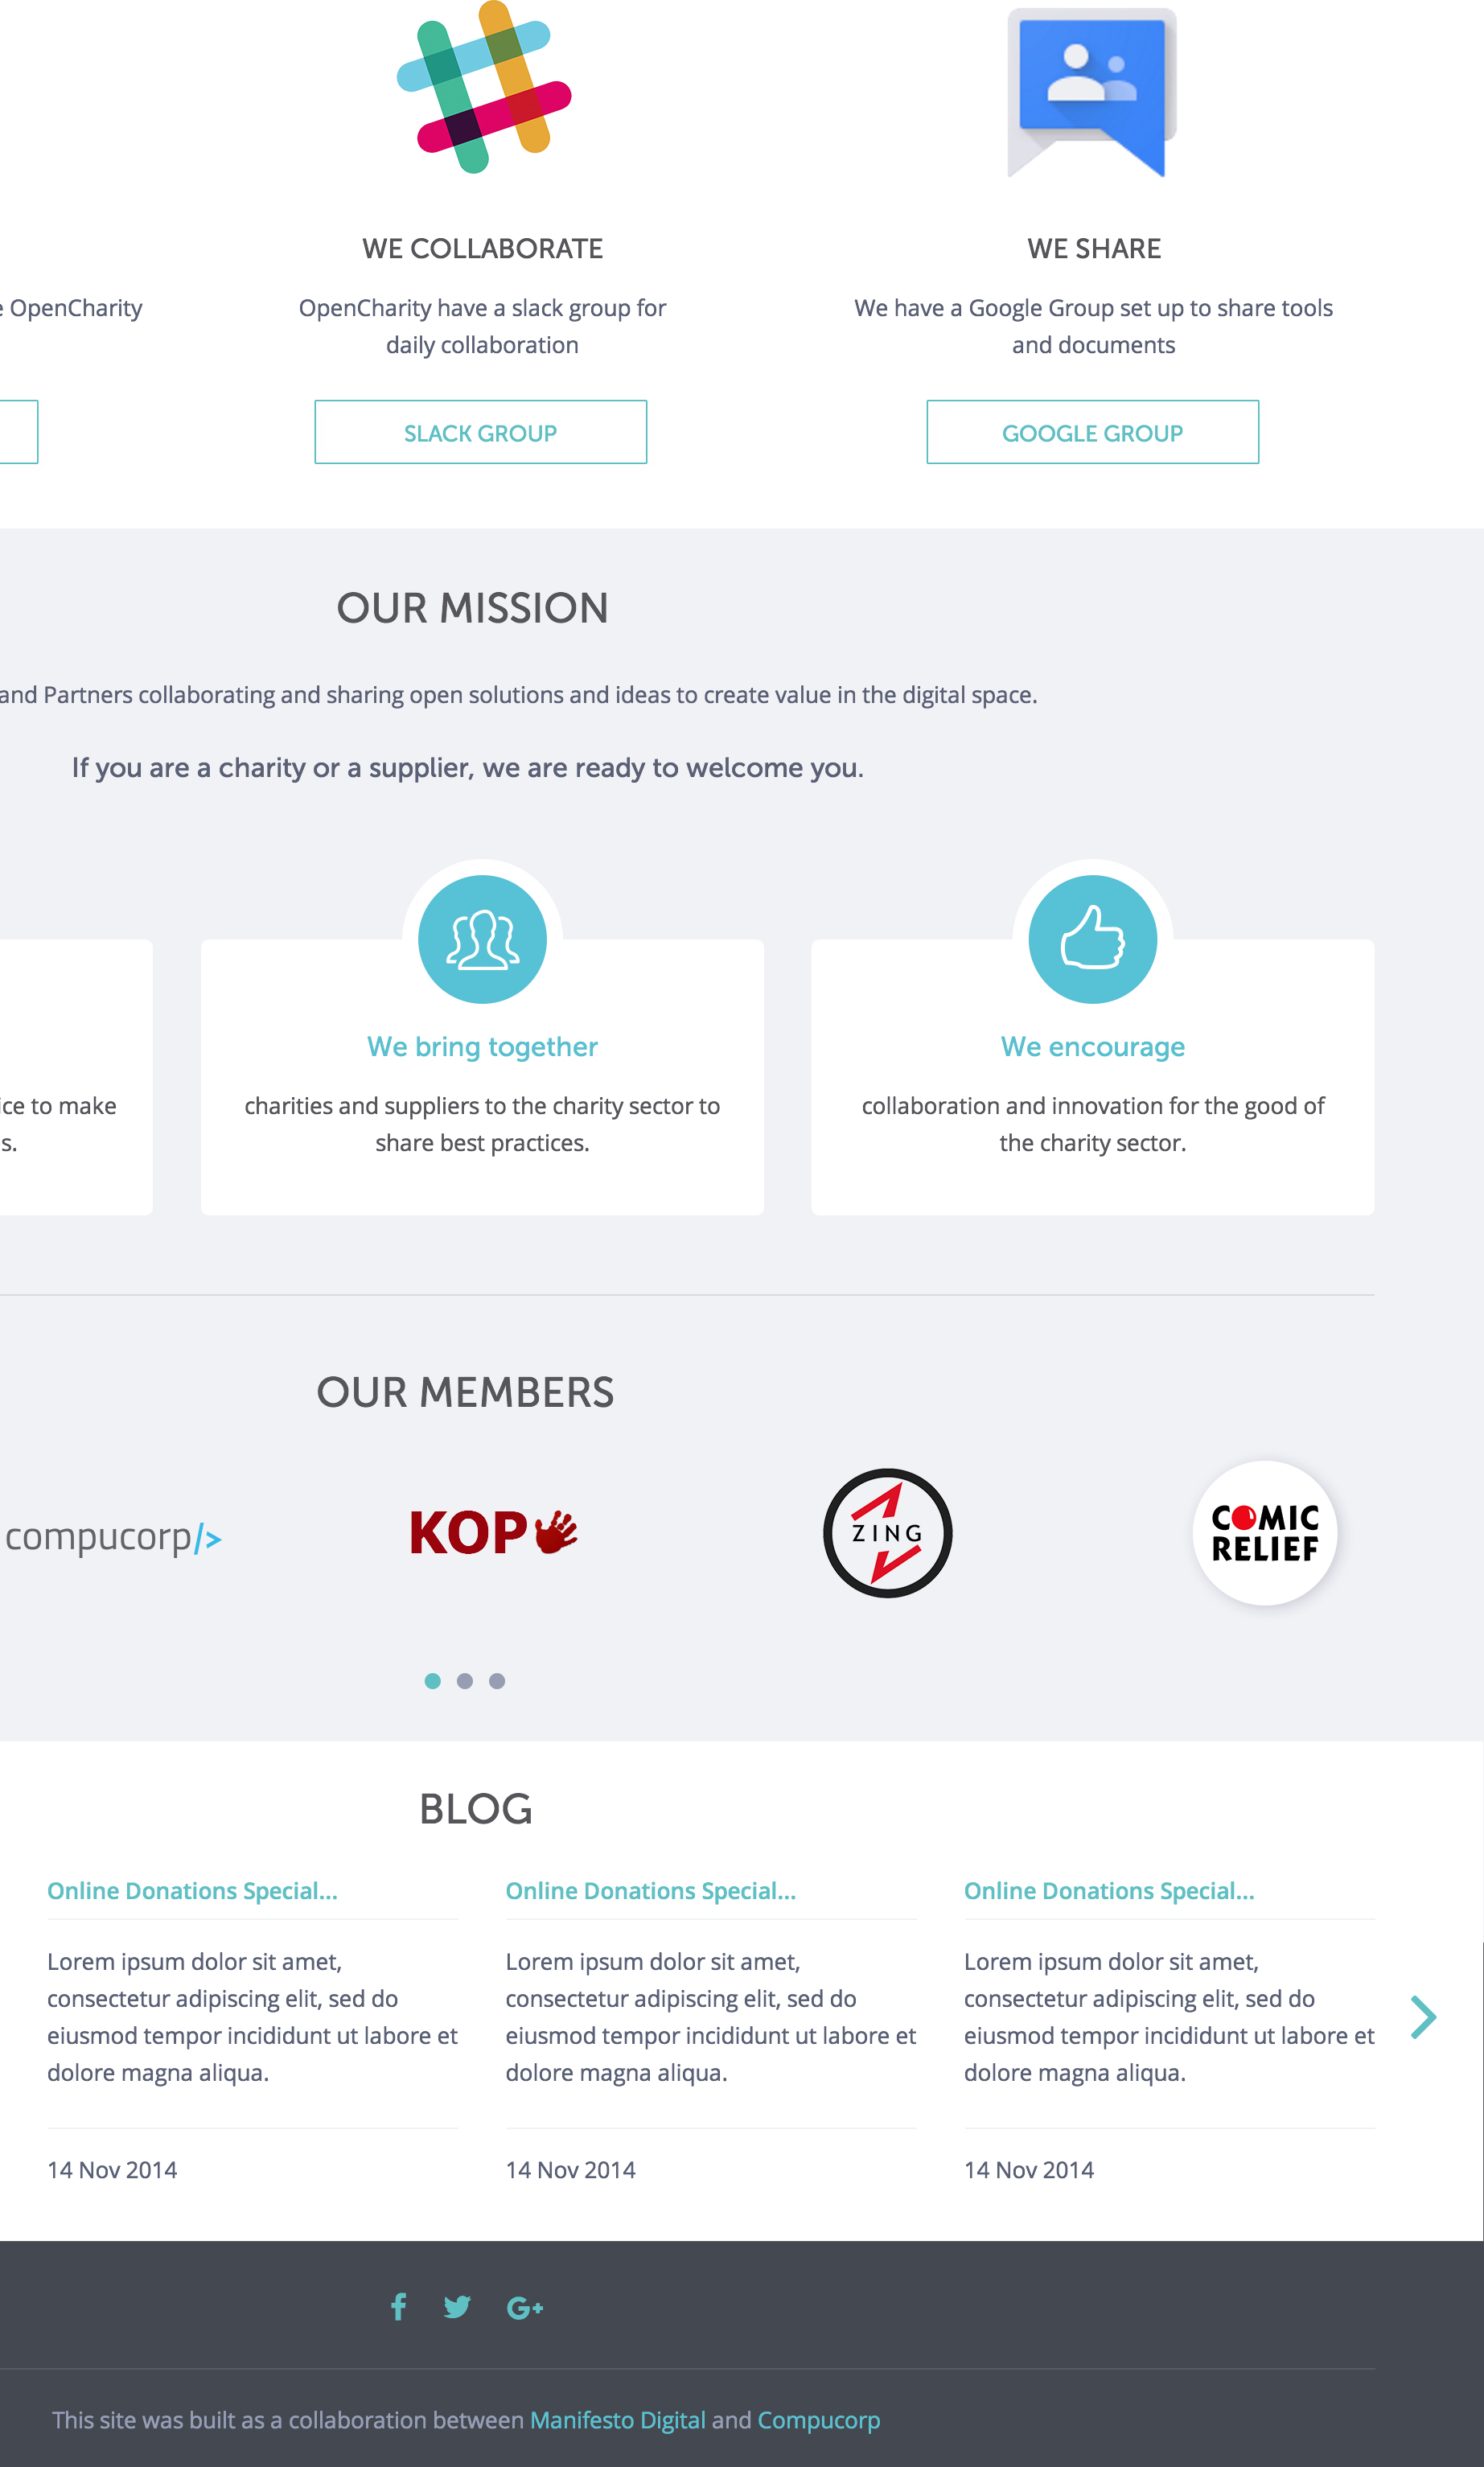 WE COLLABORATE
WE SHARE
e OpenCharity
OpenCharity have a slack group for
daily collaboration
We have a Google Group set up to share tools
and documents
SLACK GROUP
GOOGLE GROUP
OUR MISSION
and Partners collaborating and sharing open solutions and ideas to create value in the digital space.
If you are a charity or a supplier, we are ready to welcome you.
ice to make
s.
We bring together
charities and suppliers to the charity sector to
share best practices.
We encourage
collaboration and innovation for the good of
the charity sector.
OUR MEMBERS
compucorp/>
KOP
ZING
COMIC
RELIEF
BLOG
Online Donations Special...
Lorem ipsum dolor sit amet,
consectetur adipiscing elit, sed do
eiusmod tempor incididunt ut labore et
dolore magna aliqua.
14 Nov 2014
Online Donations Special...
Lorem ipsum dolor sit amet,
consectetur adipiscing elit, sed do
eiusmod tempor incididunt ut labore et
dolore magna aliqua.
14 Nov 2014
Online Donations Special...
Lorem ipsum dolor sit amet,
consectetur adipiscing elit, sed do
eiusmod tempor incididunt ut labore et
dolore magna aliqua.
14 Nov 2014
This site was built as a collaboration between Manifesto Digital and Compucorp